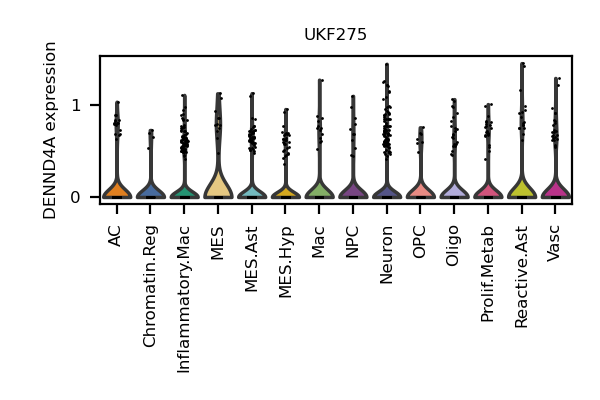 UKF275
DENND4A expression
1
0
AC
Chromatin.Reg
Inflammatory.Mac
MES
MES.Ast
MES.Hyp
Mac
NPC
Neuron
OPC
Oligo
Prolif.Metab
Reactive.Ast
Vasc